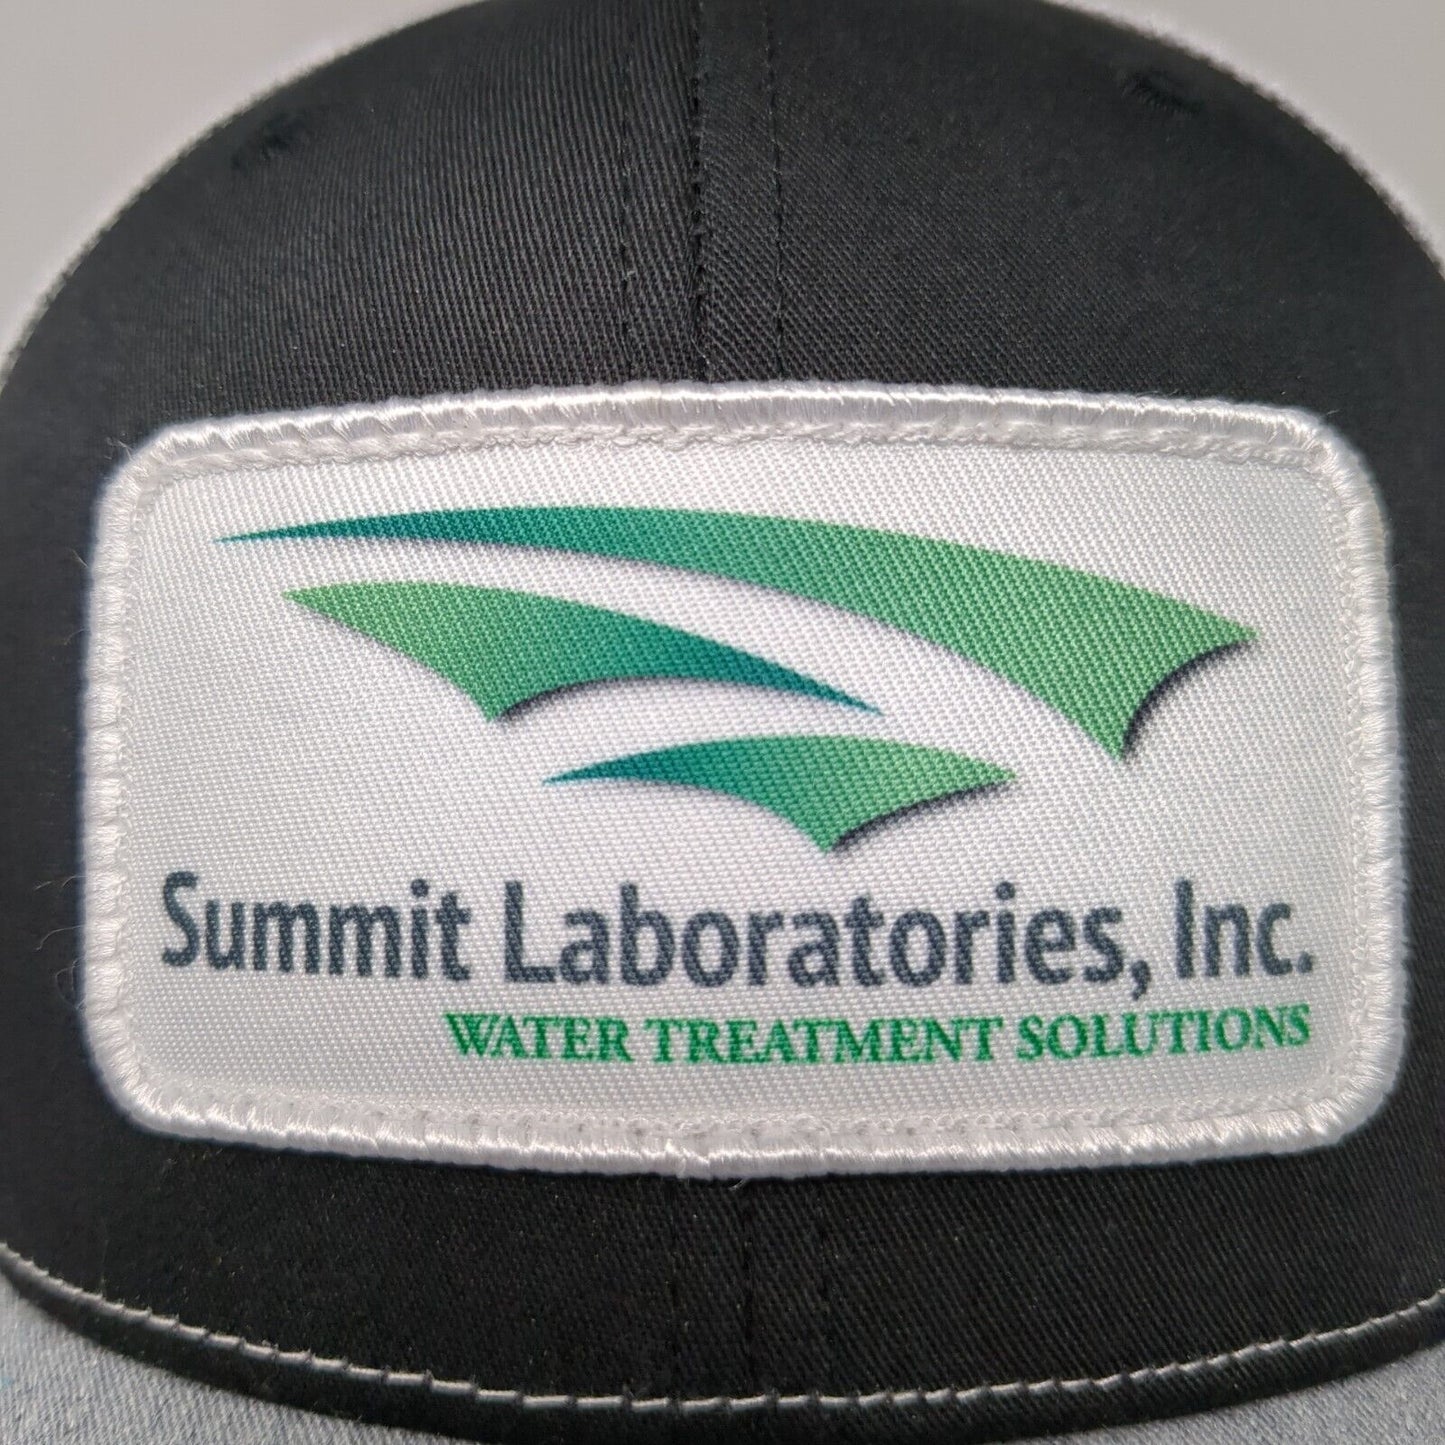 Summit Laboratories, Inc.
WATER TREATMENT SOLUTIONS